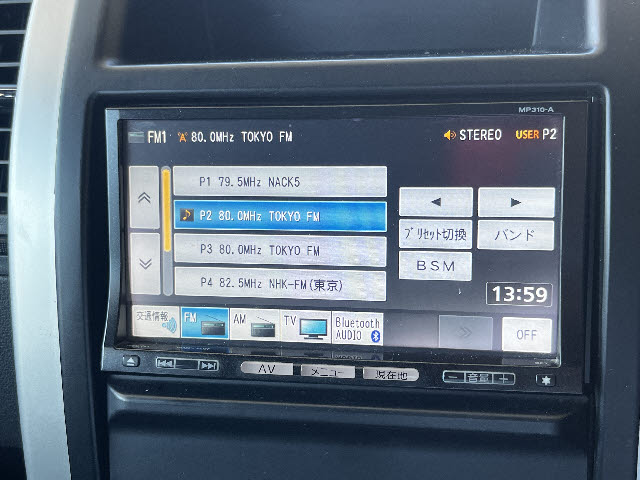 MP310-A
FM1 80.0MHz TOKYO FM STEREO USER P2
P1 79.5MHz NACK5
P2 80.0MHz TOKYO FM
P3 80.0MHz TOKYO FM
P4 82.5MHz NHK-FM(東京)
プリセット切換 バンド
BSM
13:59
交通情報 FM AM TV Bluetooth AUDIO OFF
AV メニュー 現在地 音量